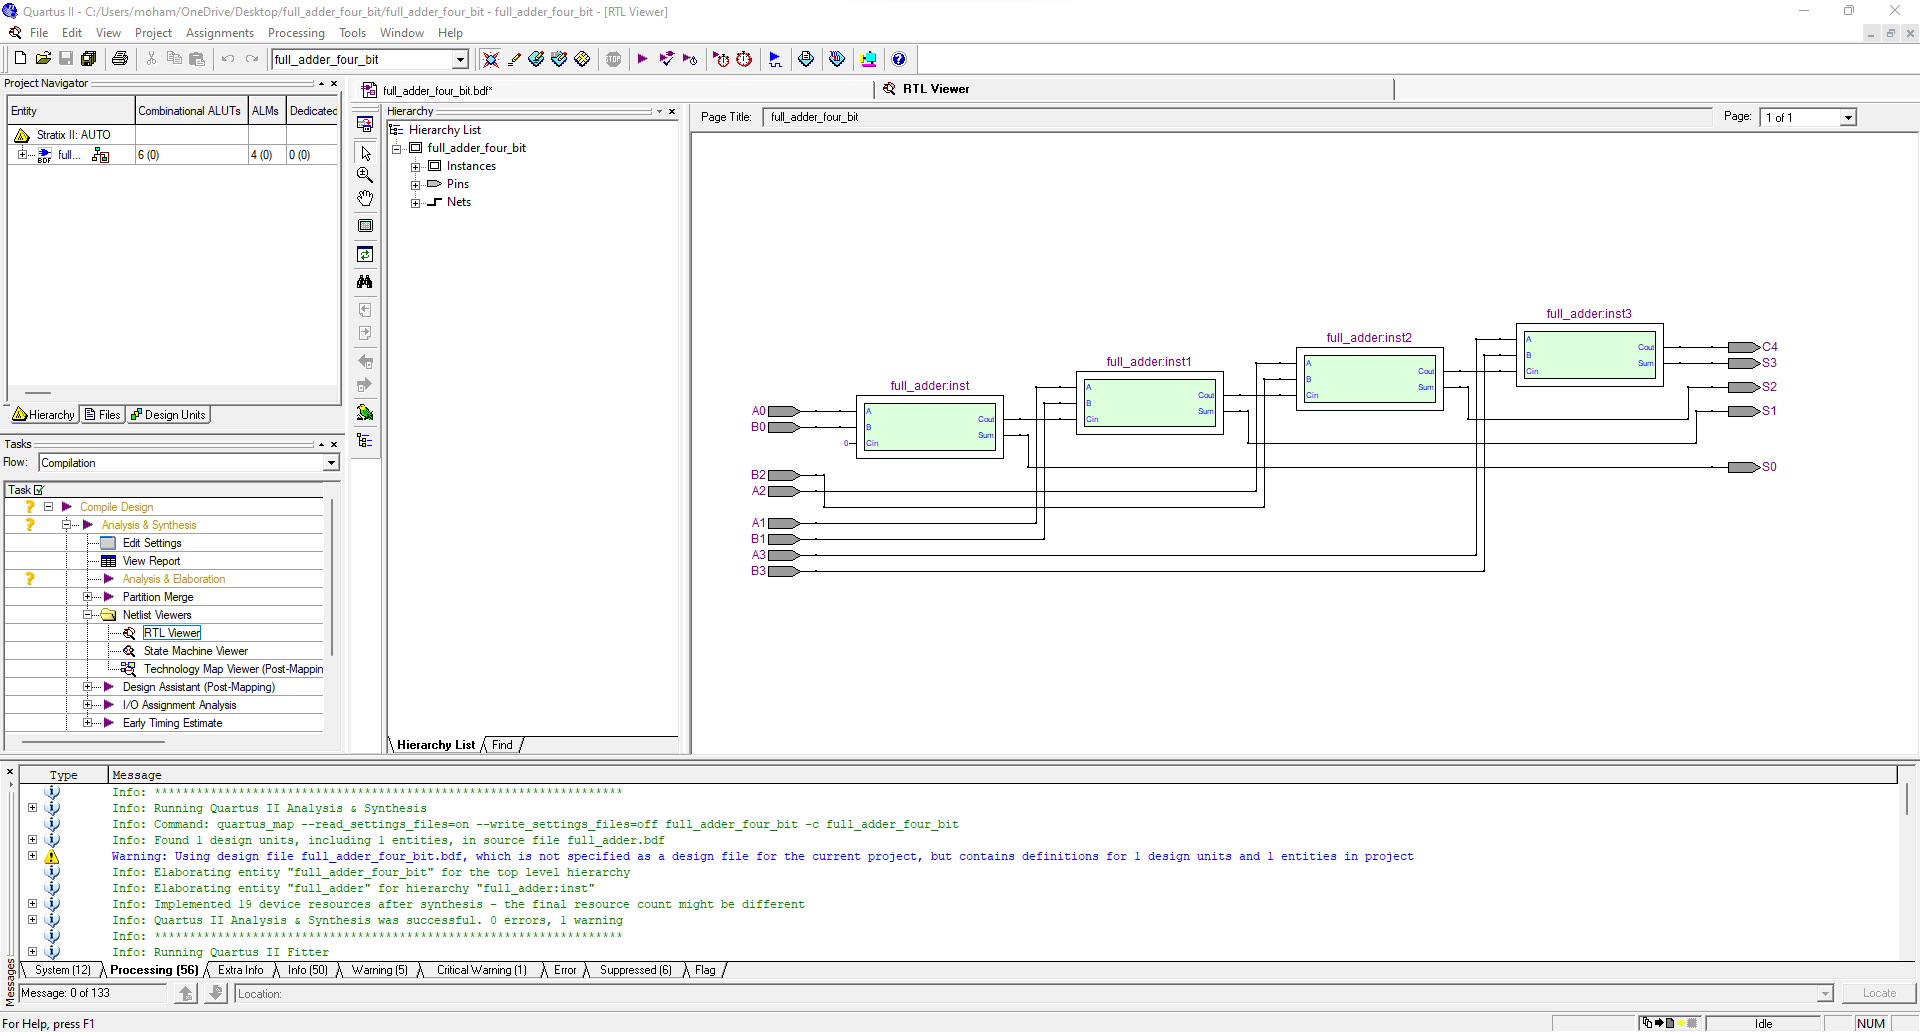 Quartus II - C:/Users/moham/OneDrive/Desktop/full_adder_four_bit/full_adder_four_bit - full_adder_four_bit - [RTL Viewer]
File Edit View Project Assignments Processing Tools Window Help
full_adder_four_bit
STOP
Project Navigator
Entity Combinational ALUTs ALMs Dedicated
Stratix II: AUTO
BDF full... 6 (0) 4 (0) 0 (0)
Hierarchy Files Design Units
Tasks
Flow: Compilation
Task
Compile Design
Analysis & Synthesis
Edit Settings
View Report
Analysis & Elaboration
Partition Merge
Netlist Viewers
RTL Viewer
State Machine Viewer
Technology Map Viewer (Post-Mappin
Design Assistant (Post-Mapping)
I/O Assignment Analysis
Early Timing Estimate
full_adder_four_bit.bdf*
RTL Viewer
Hierarchy
Hierarchy List
full_adder_four_bit
Instances
Pins
Nets
Hierarchy List Find
Page Title: full_adder_four_bit
Page: 1 of 1
full_adder:inst3
A
B
Cin
Cout
Sum
full_adder:inst2
A
B
Cin
Cout
Sum
full_adder:inst1
A
B
Cin
Cout
Sum
full_adder:inst
A
B
Cin
Cout
Sum
0
A0
B0
B2
A2
A1
B1
A3
B3
C4
S3
S2
S1
S0
Type Message
Info: *******************************************************************
Info: Running Quartus II Analysis & Synthesis
Info: Command: quartus_map --read_settings_files=on --write_settings_files=off full_adder_four_bit -c full_adder_four_bit
Info: Found 1 design units, including 1 entities, in source file full_adder.bdf
Warning: Using design file full_adder_four_bit.bdf, which is not specified as a design file for the current project, but contains definitions for 1 design units and 1 entities in project
Info: Elaborating entity "full_adder_four_bit" for the top level hierarchy
Info: Elaborating entity "full_adder" for hierarchy "full_adder:inst"
Info: Implemented 19 device resources after synthesis - the final resource count might be different
Info: Quartus II Analysis & Synthesis was successful. 0 errors, 1 warning
Info: *******************************************************************
Info: Running Quartus II Fitter
System (12) Processing (56) Extra Info Info (50) Warning (5) Critical Warning (1) Error Suppressed (6) Flag
Messages
Message: 0 of 133
Location:
Locate
For Help, press F1
Idle
NUM